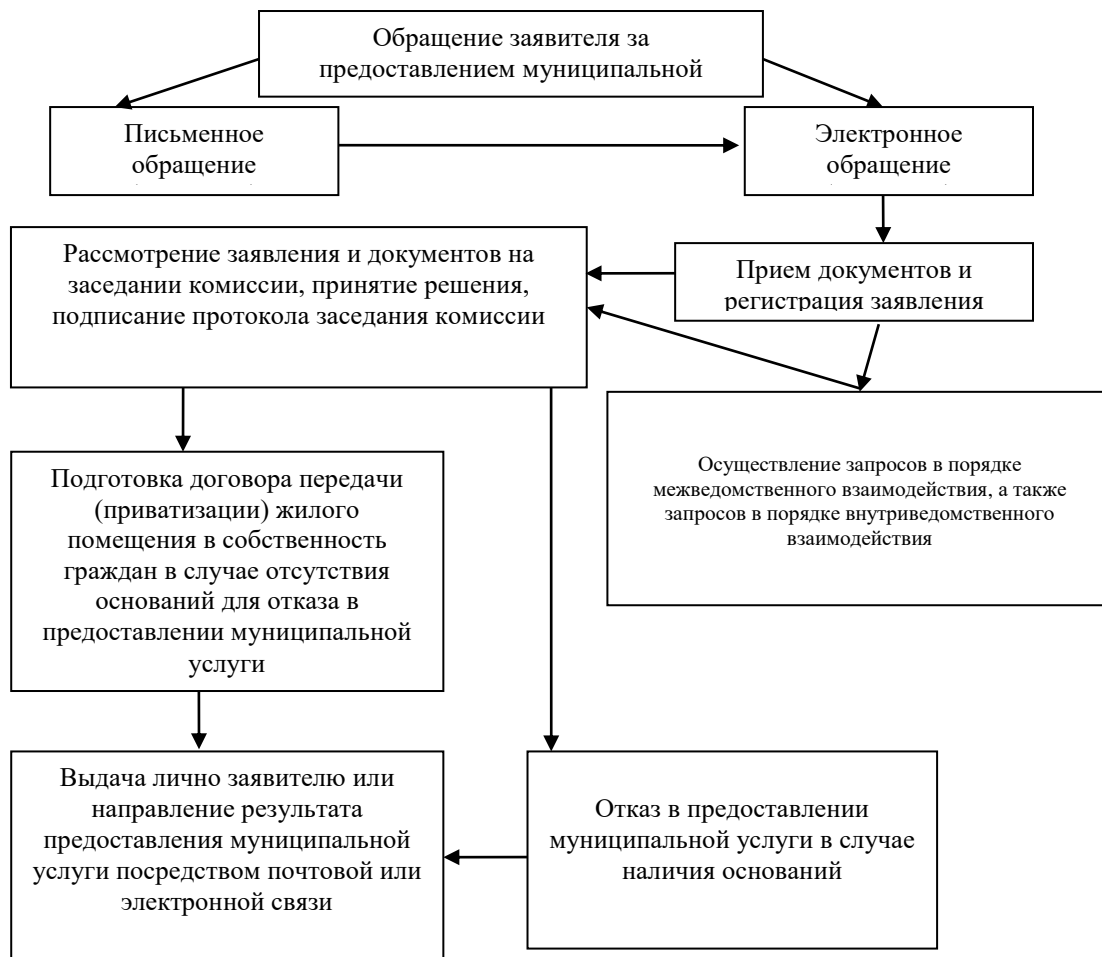 Обращение заявителя за
предоставлением муниципальной
Письменное
обращение
Электронное
обращение
Рассмотрение заявления и документов на
заседании комиссии, принятие решения,
подписание протокола заседания комиссии
Прием документов и
регистрация заявления
Осуществление запросов в порядке
межведомственного взаимодействия, а также
запросов в порядке внутриведомственного
взаимодействия
Подготовка договора передачи
(приватизации) жилого
помещения в собственность
граждан в случае отсутствия
оснований для отказа в
предоставлении муниципальной
услуги
Выдача лично заявителю или
направление результата
предоставления муниципальной
услуги посредством почтовой или
электронной связи
Отказ в предоставлении
муниципальной услуги в случае
наличия оснований